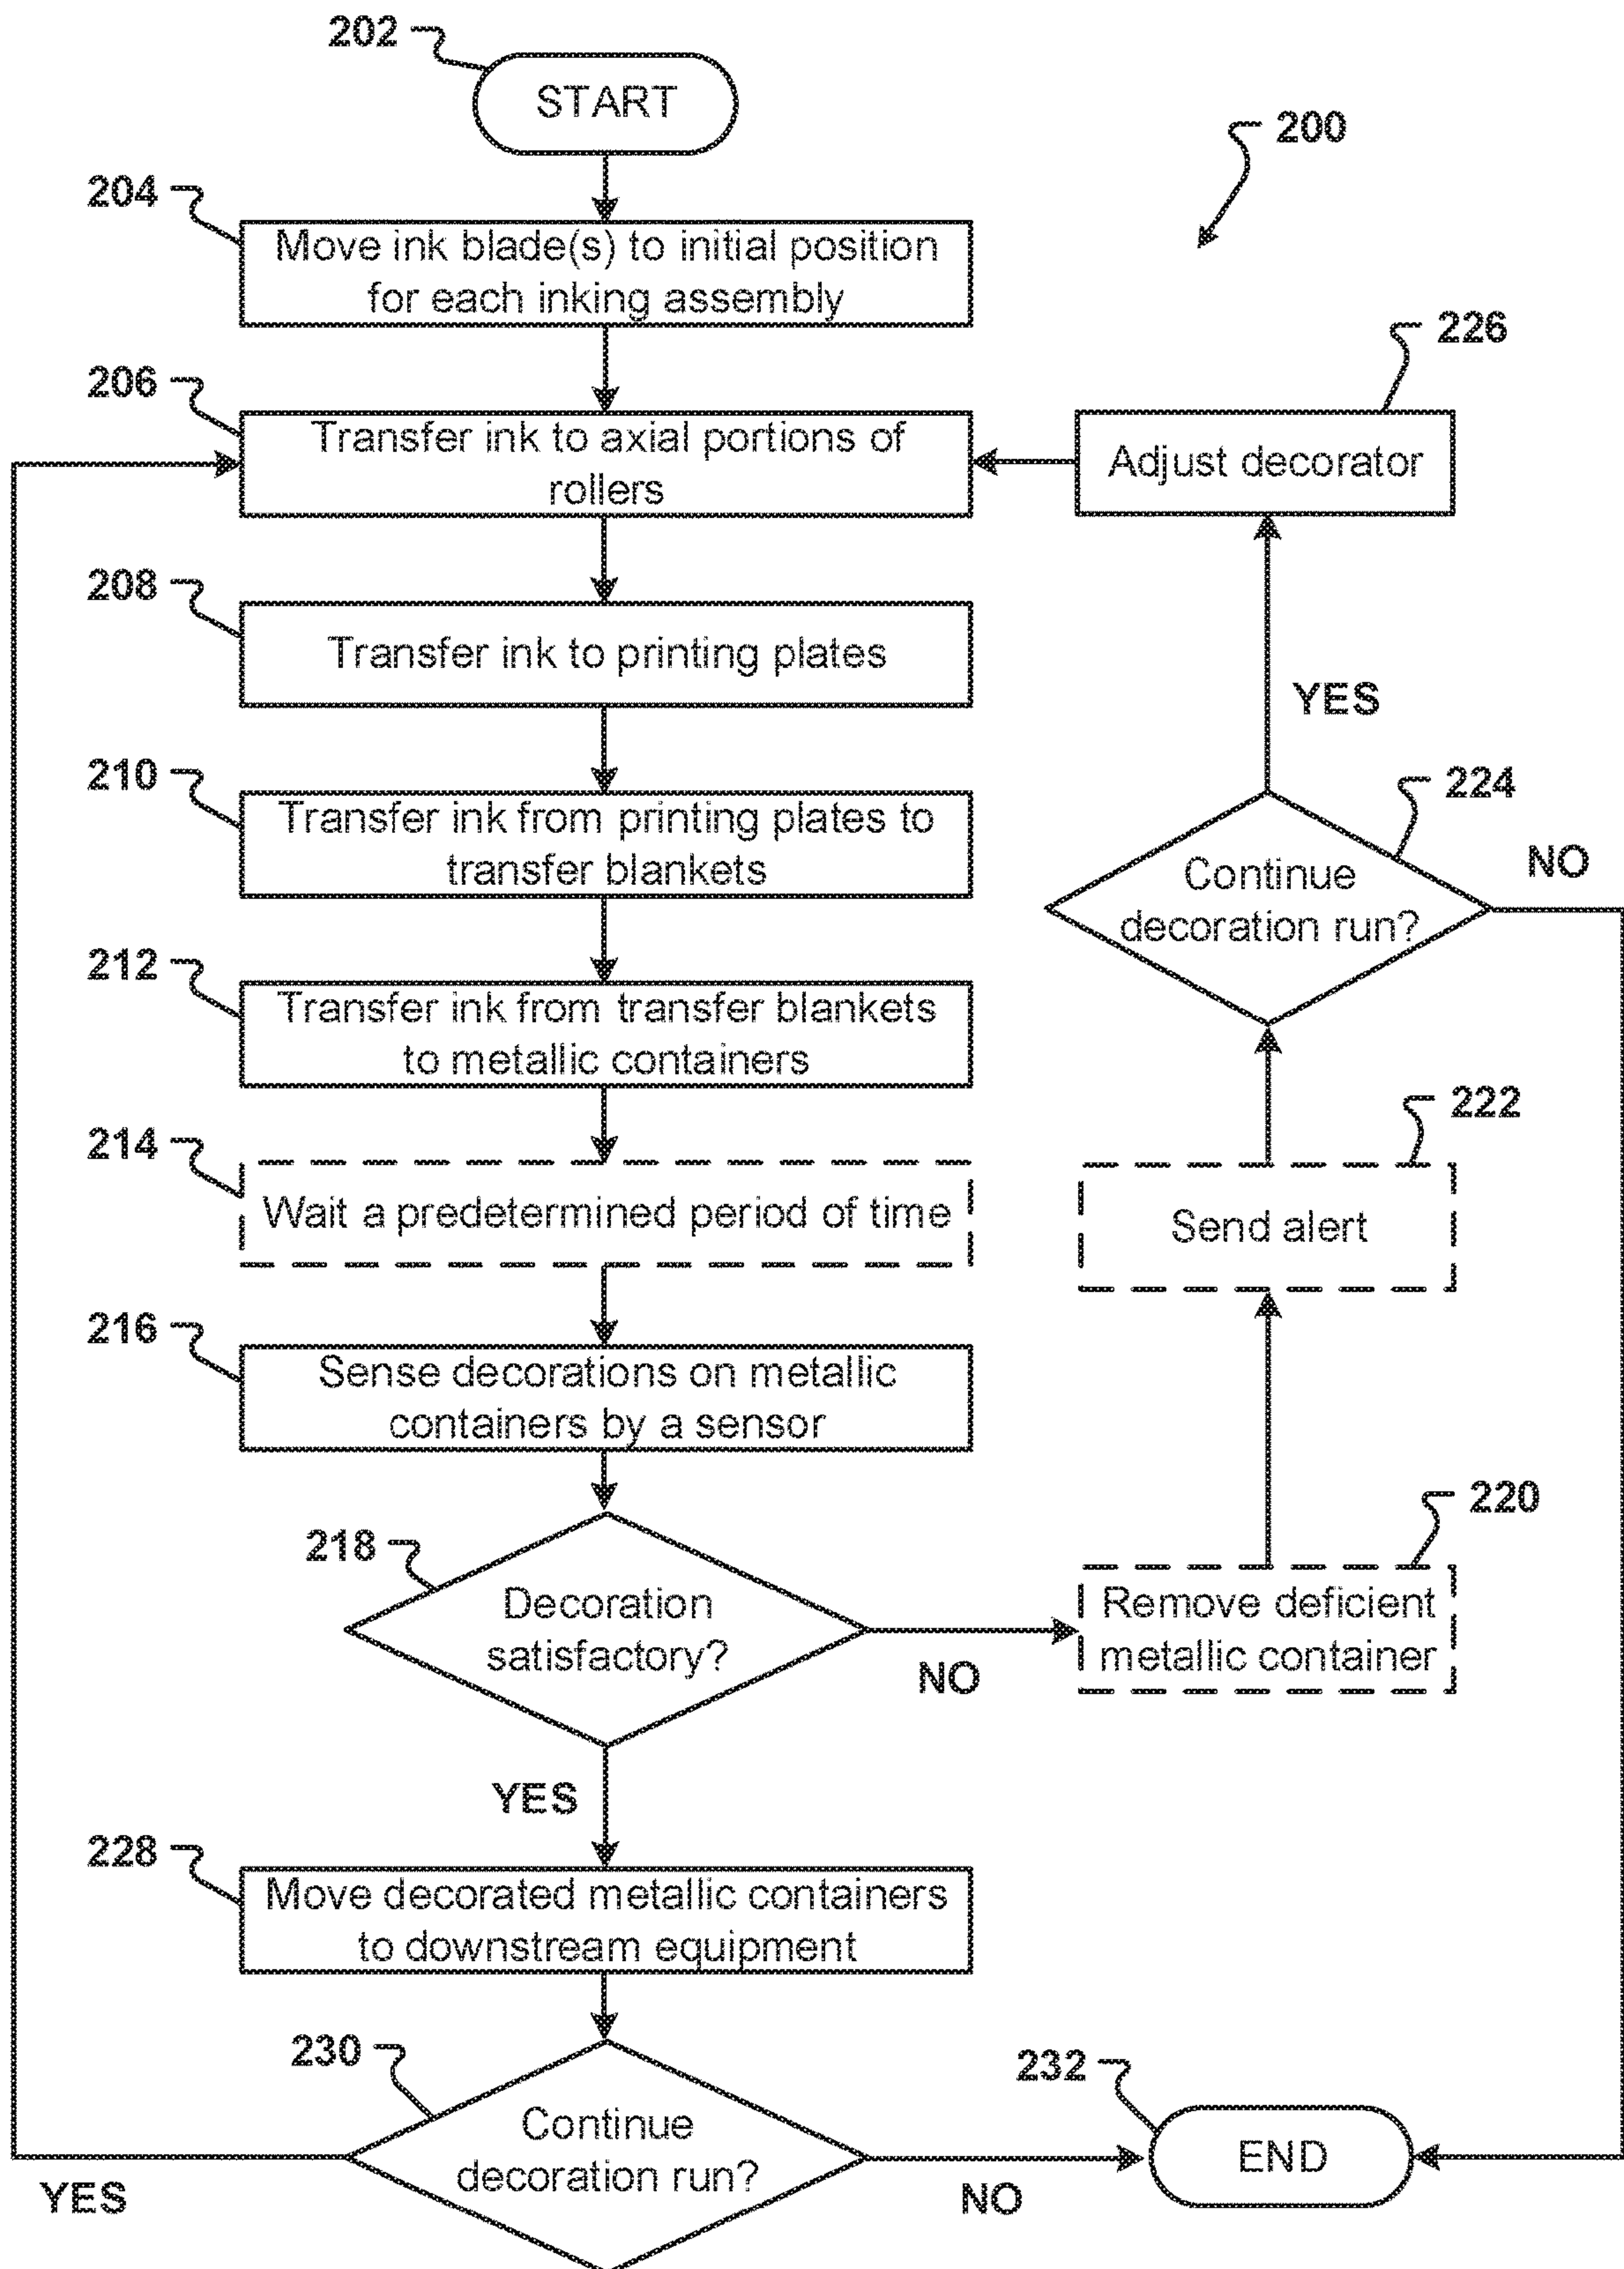 202
START
200
204
Move ink blade(s) to initial position
for each inking assembly
226
206
Transfer ink to axial portions of
rollers
Adjust decorator
208
Transfer ink to printing plates
YES
210
Transfer ink from printing plates to
transfer blankets
224
Continue
decoration run?
NO
212
Transfer ink from transfer blankets
to metallic containers
222
214
Wait a predetermined period of time
Send alert
216
Sense decorations on metallic
containers by a sensor
220
218
Decoration
satisfactory?
NO
Remove deficient
metallic container
YES
228
Move decorated metallic containers
to downstream equipment
230
Continue
decoration run?
232
END
YES
NO